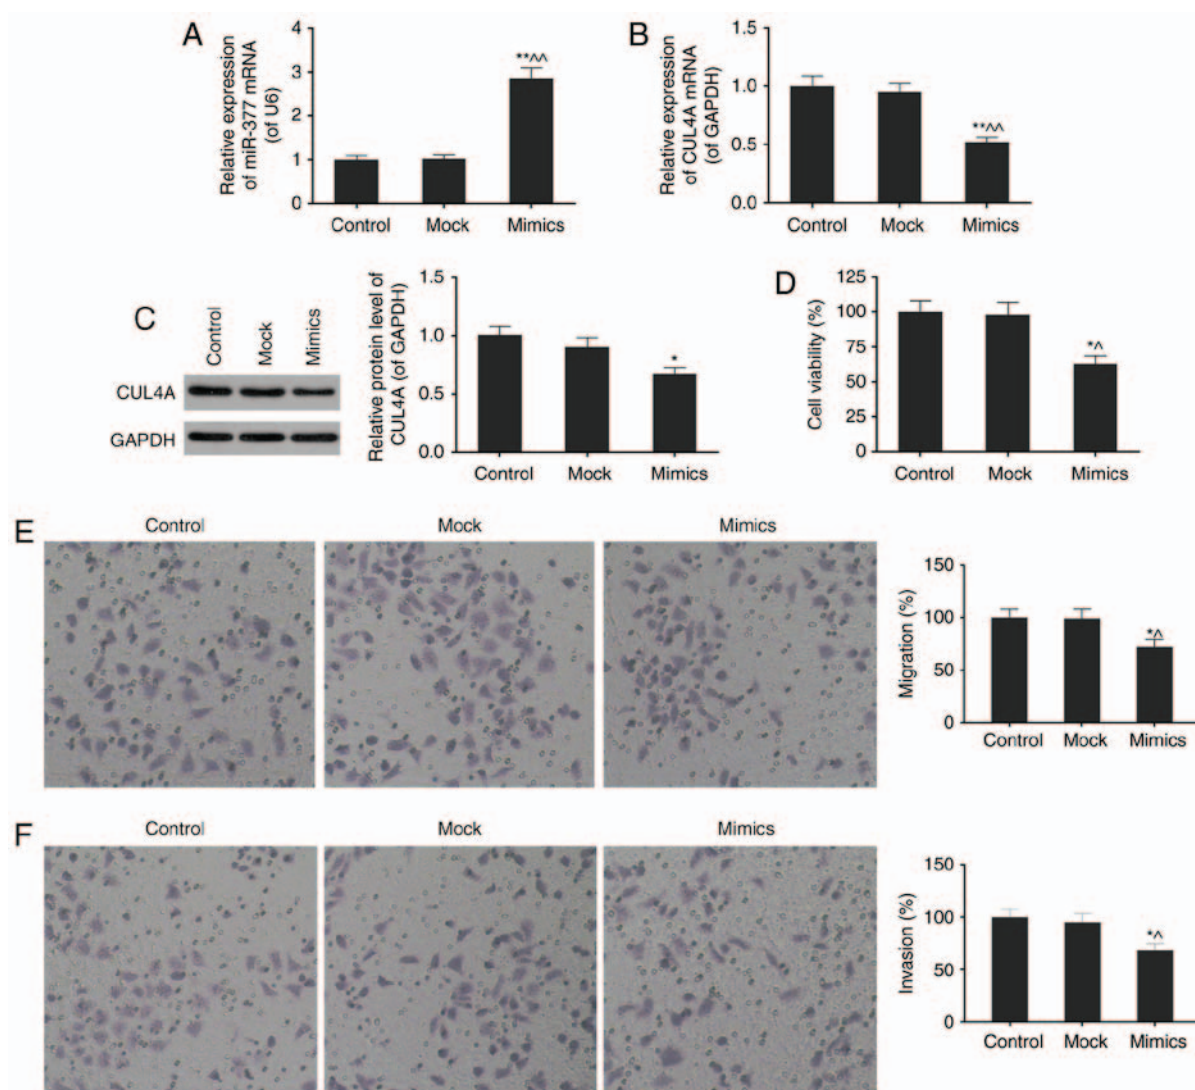 A
Relative expression
of miR-377 mRNA
(of U6)
4
3
2
1
0
**^^
Control
Mock
Mimics
B
Relative expression
of CUL4A mRNA
(of GAPDH)
1.5
1.0
0.5
0.0
**^^
Control
Mock
Mimics
C
Control
Mock
Mimics
CUL4A
GAPDH
Relative protein level of
CUL4A (of GAPDH)
1.5
1.0
0.5
0.0
*
Control
Mock
Mimics
D
Cell viability (%)
125
100
75
50
25
0
*^
Control
Mock
Mimics
E
Control
Mock
Mimics
Migration (%)
150
100
50
0
*^
Control
Mock
Mimics
F
Control
Mock
Mimics
Invasion (%)
150
100
50
0
*^
Control
Mock
Mimics